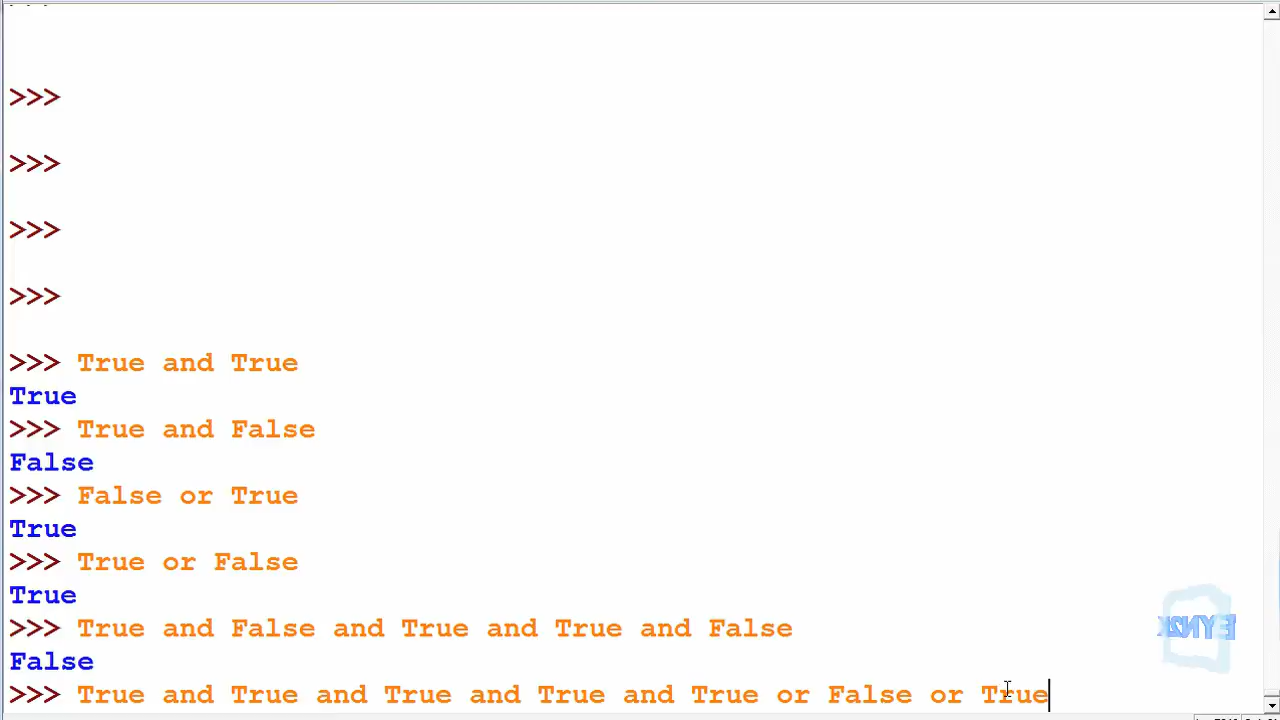 >>>
>>>
>>>
>>>
>>> True and True
True
>>> True and False
False
>>> False or True
True
>>> True or False
True
>>> True and False and True and True and False
False
>>> True and True and True and True and True or False or True